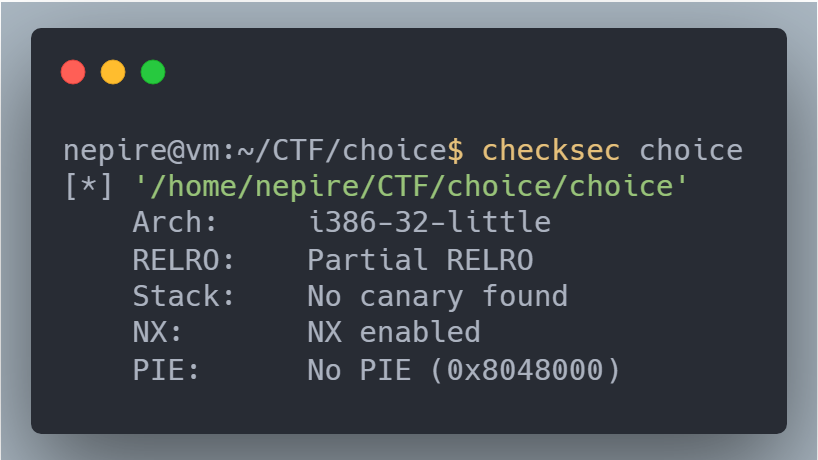 nepire@vm:~/CTF/choice$ checksec choice
[*] '/home/nepire/CTF/choice/choice'
    Arch:     i386-32-little
    RELRO:    Partial RELRO
    Stack:    No canary found
    NX:       NX enabled
    PIE:      No PIE (0x8048000)